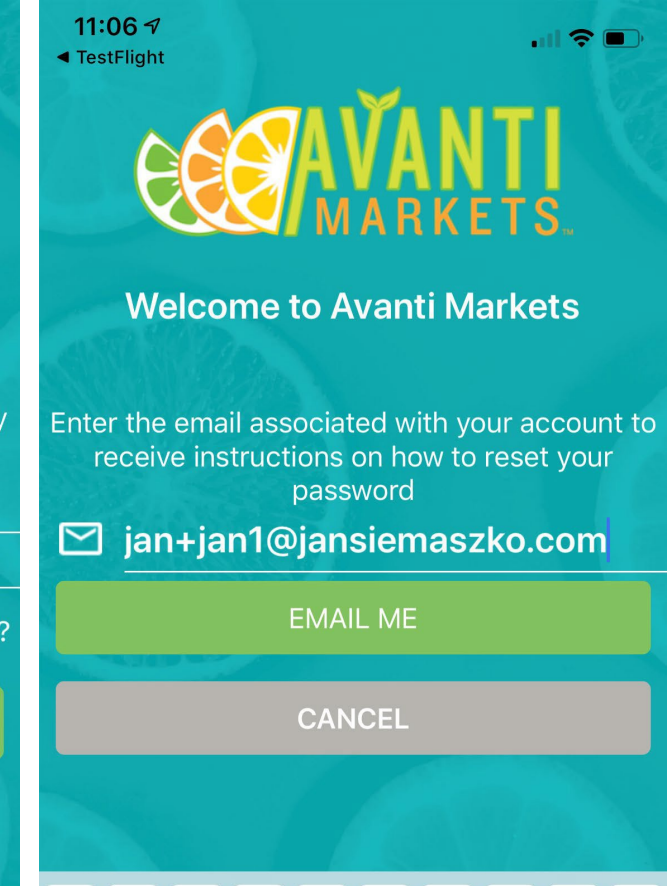 11:06
◀ TestFlight
AVANTI
MARKETS™
Welcome to Avanti Markets
/
Enter the email associated with your account to
receive instructions on how to reset your
password
jan+jan1@jansiemaszko.com
?
EMAIL ME
CANCEL